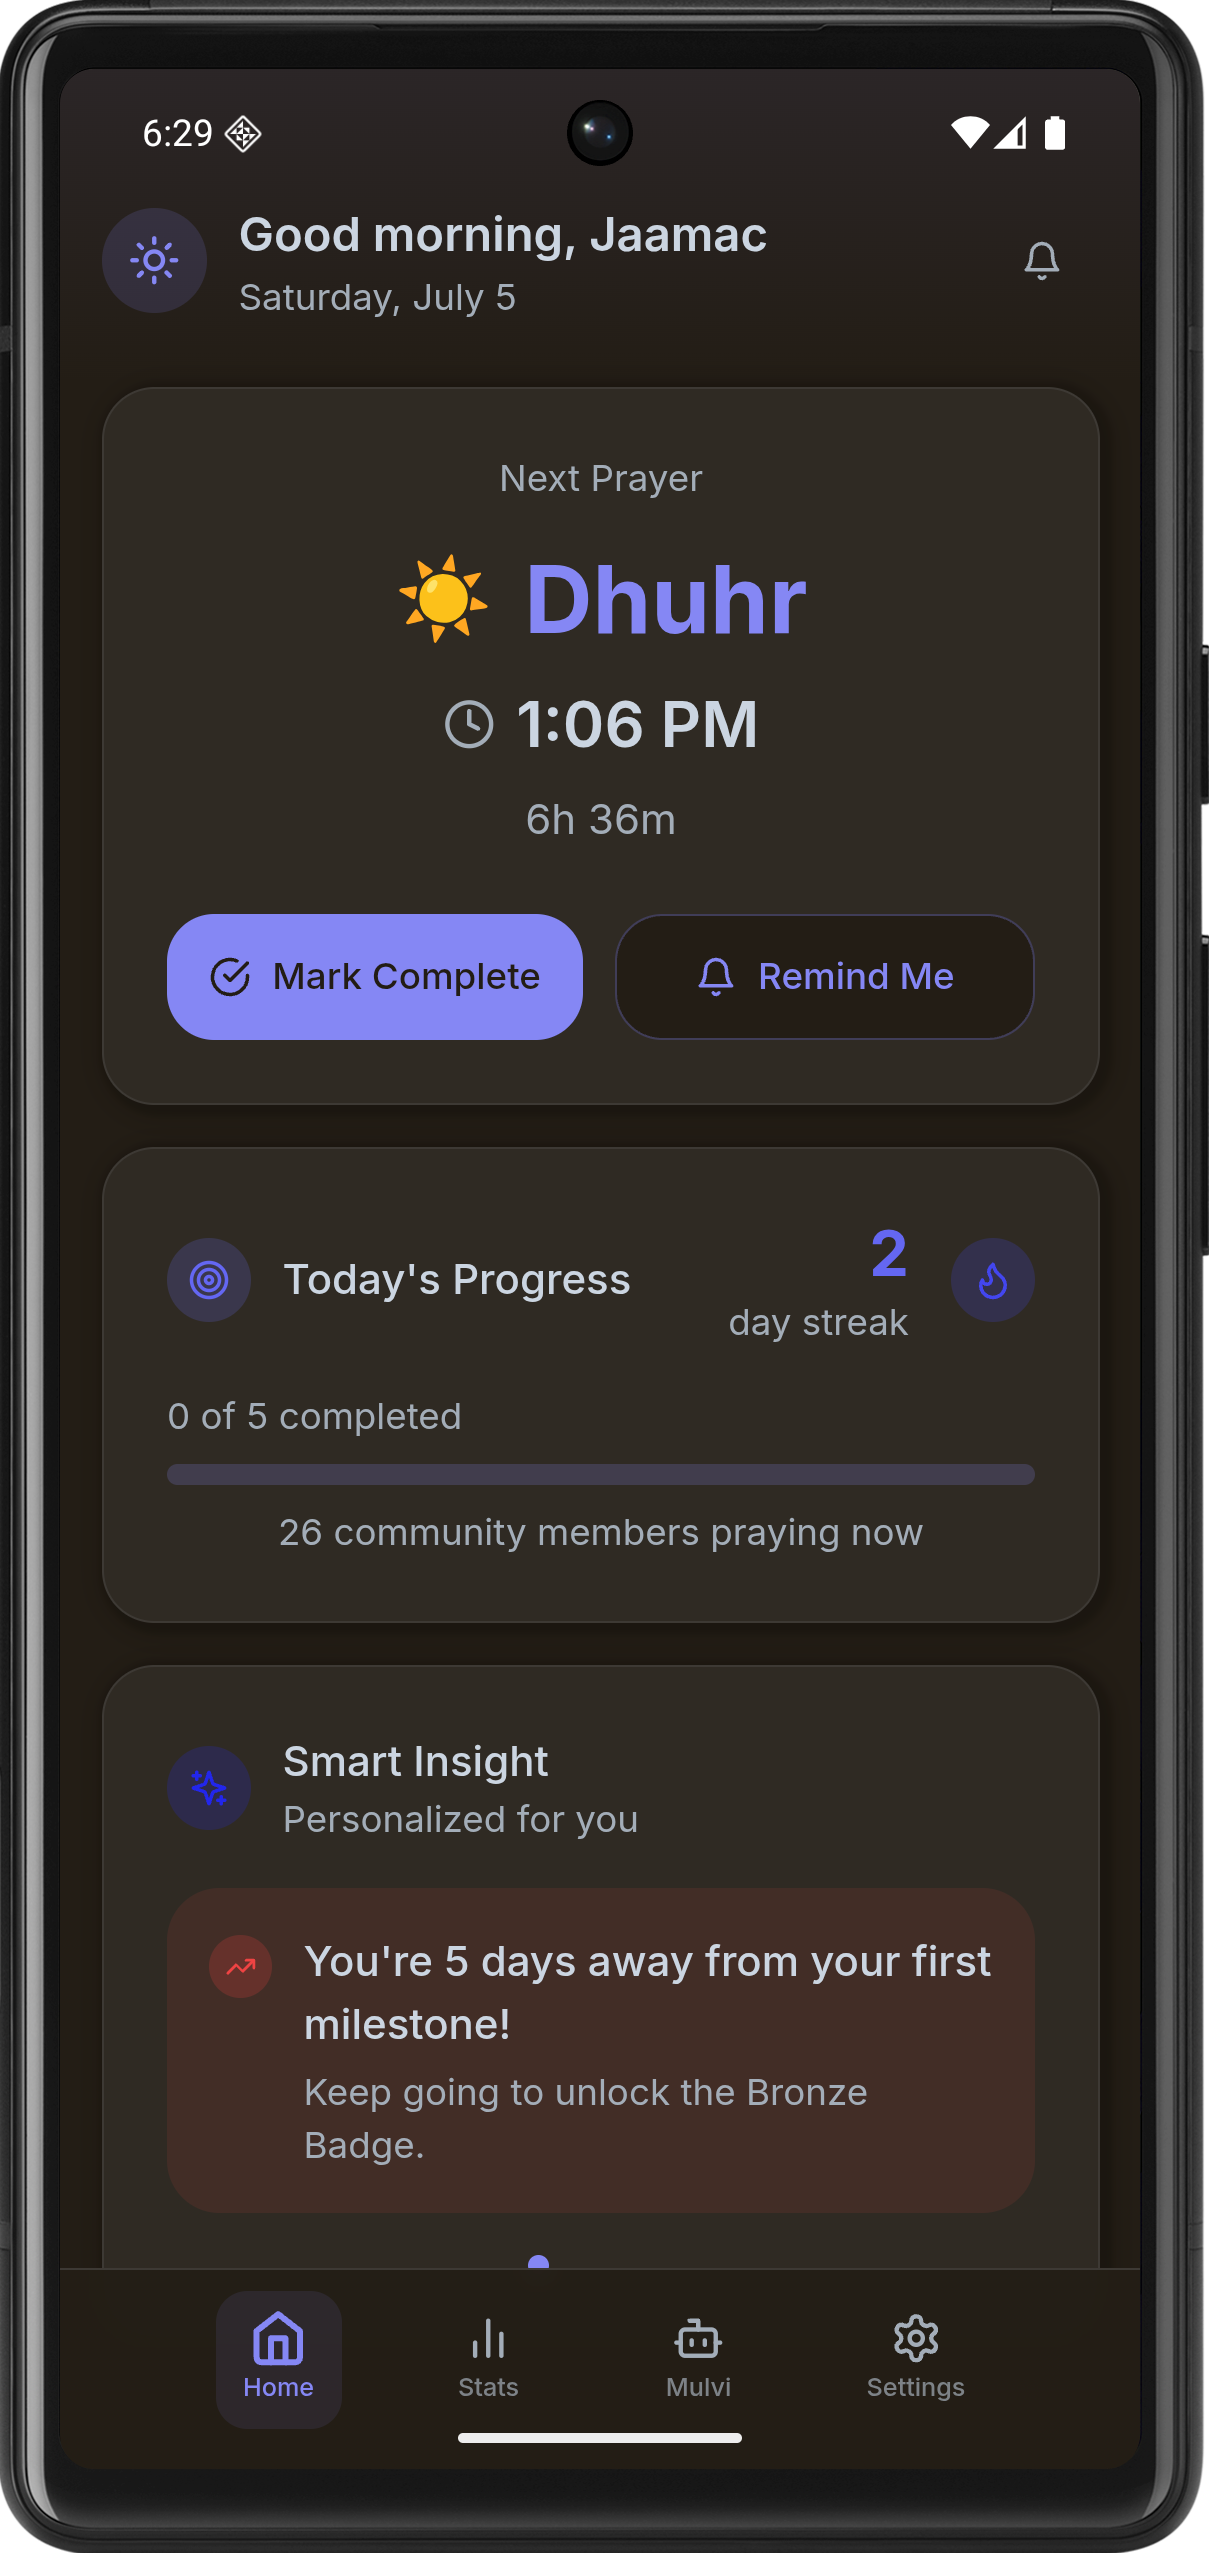 6:29
Good morning, Jaamac
Saturday, July 5
Next Prayer
Dhuhr
1:06 PM
6h 36m
Mark Complete
Remind Me
Today's Progress
2
day streak
0 of 5 completed
26 community members praying now
Smart Insight
Personalized for you
You're 5 days away from your first
milestone!
Keep going to unlock the Bronze
Badge.
Home
Stats
Mulvi
Settings